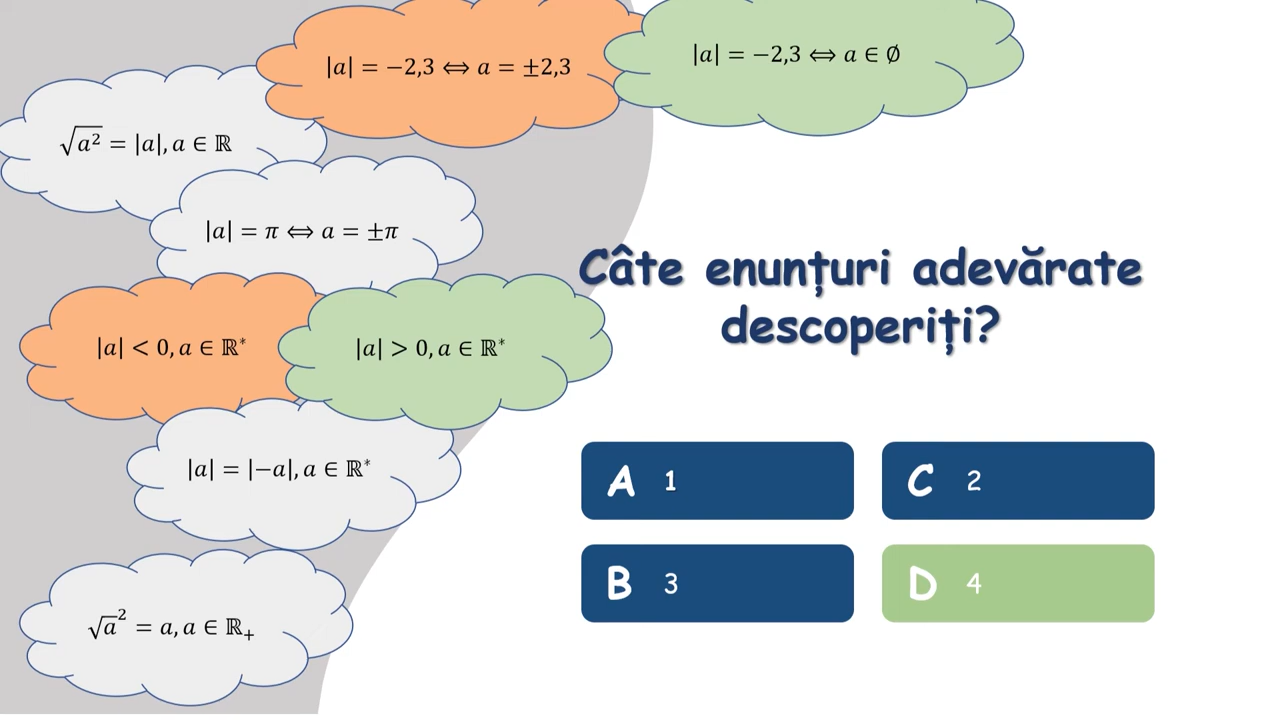 |a| = −2,3 ⟺ a = ±2,3
|a| = −2,3 ⟺ a ∈ ∅
√a² = |a|, a ∈ ℝ
|a| = π ⟺ a = ±π
|a| < 0, a ∈ ℝ*
|a| > 0, a ∈ ℝ*
|a| = |−a|, a ∈ ℝ*
√a² = a, a ∈ ℝ₊
Câte enunțuri adevărate
descoperiți?
A 1
C 2
B 3
D 4